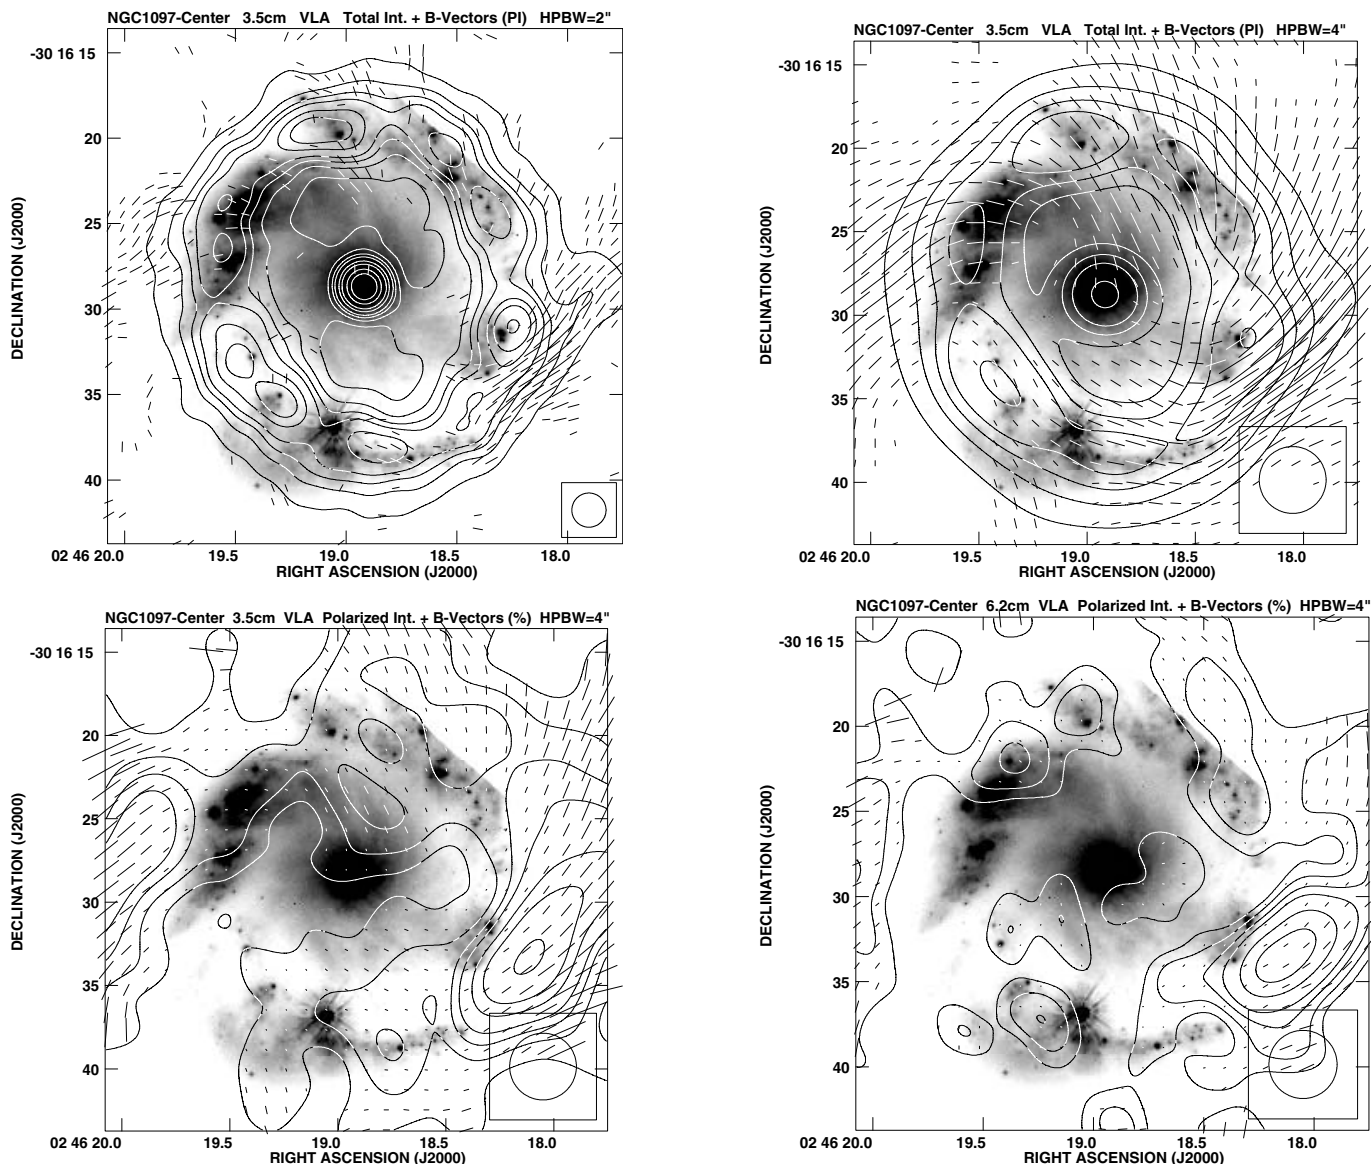 NGC1097-Center 3.5cm VLA Total Int. + B-Vectors (PI) HPBW=2"
-30 16 15
20
25
30
35
40
DECLINATION (J2000)
02 46 20.0 19.5 19.0 18.5 18.0
RIGHT ASCENSION (J2000)
NGC1097-Center 3.5cm VLA Total Int. + B-Vectors (PI) HPBW=4"
-30 16 15
20
25
30
35
40
DECLINATION (J2000)
02 46 20.0 19.5 19.0 18.5 18.0
RIGHT ASCENSION (J2000)
NGC1097-Center 3.5cm VLA Polarized Int. + B-Vectors (%) HPBW=4"
-30 16 15
20
25
30
35
40
DECLINATION (J2000)
02 46 20.0 19.5 19.0 18.5 18.0
RIGHT ASCENSION (J2000)
NGC1097-Center 6.2cm VLA Polarized Int. + B-Vectors (%) HPBW=4"
-30 16 15
20
25
30
35
40
DECLINATION (J2000)
02 46 20.0 19.5 19.0 18.5 18.0
RIGHT ASCENSION (J2000)